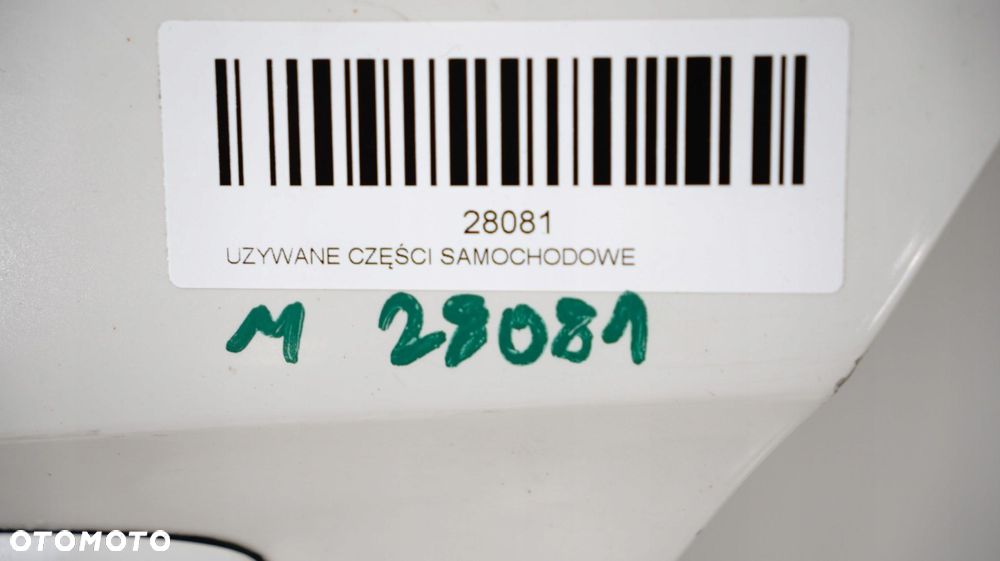 28081
UZYWANE CZĘŚCI SAMOCHODOWE
M 28081
OTOMOTO